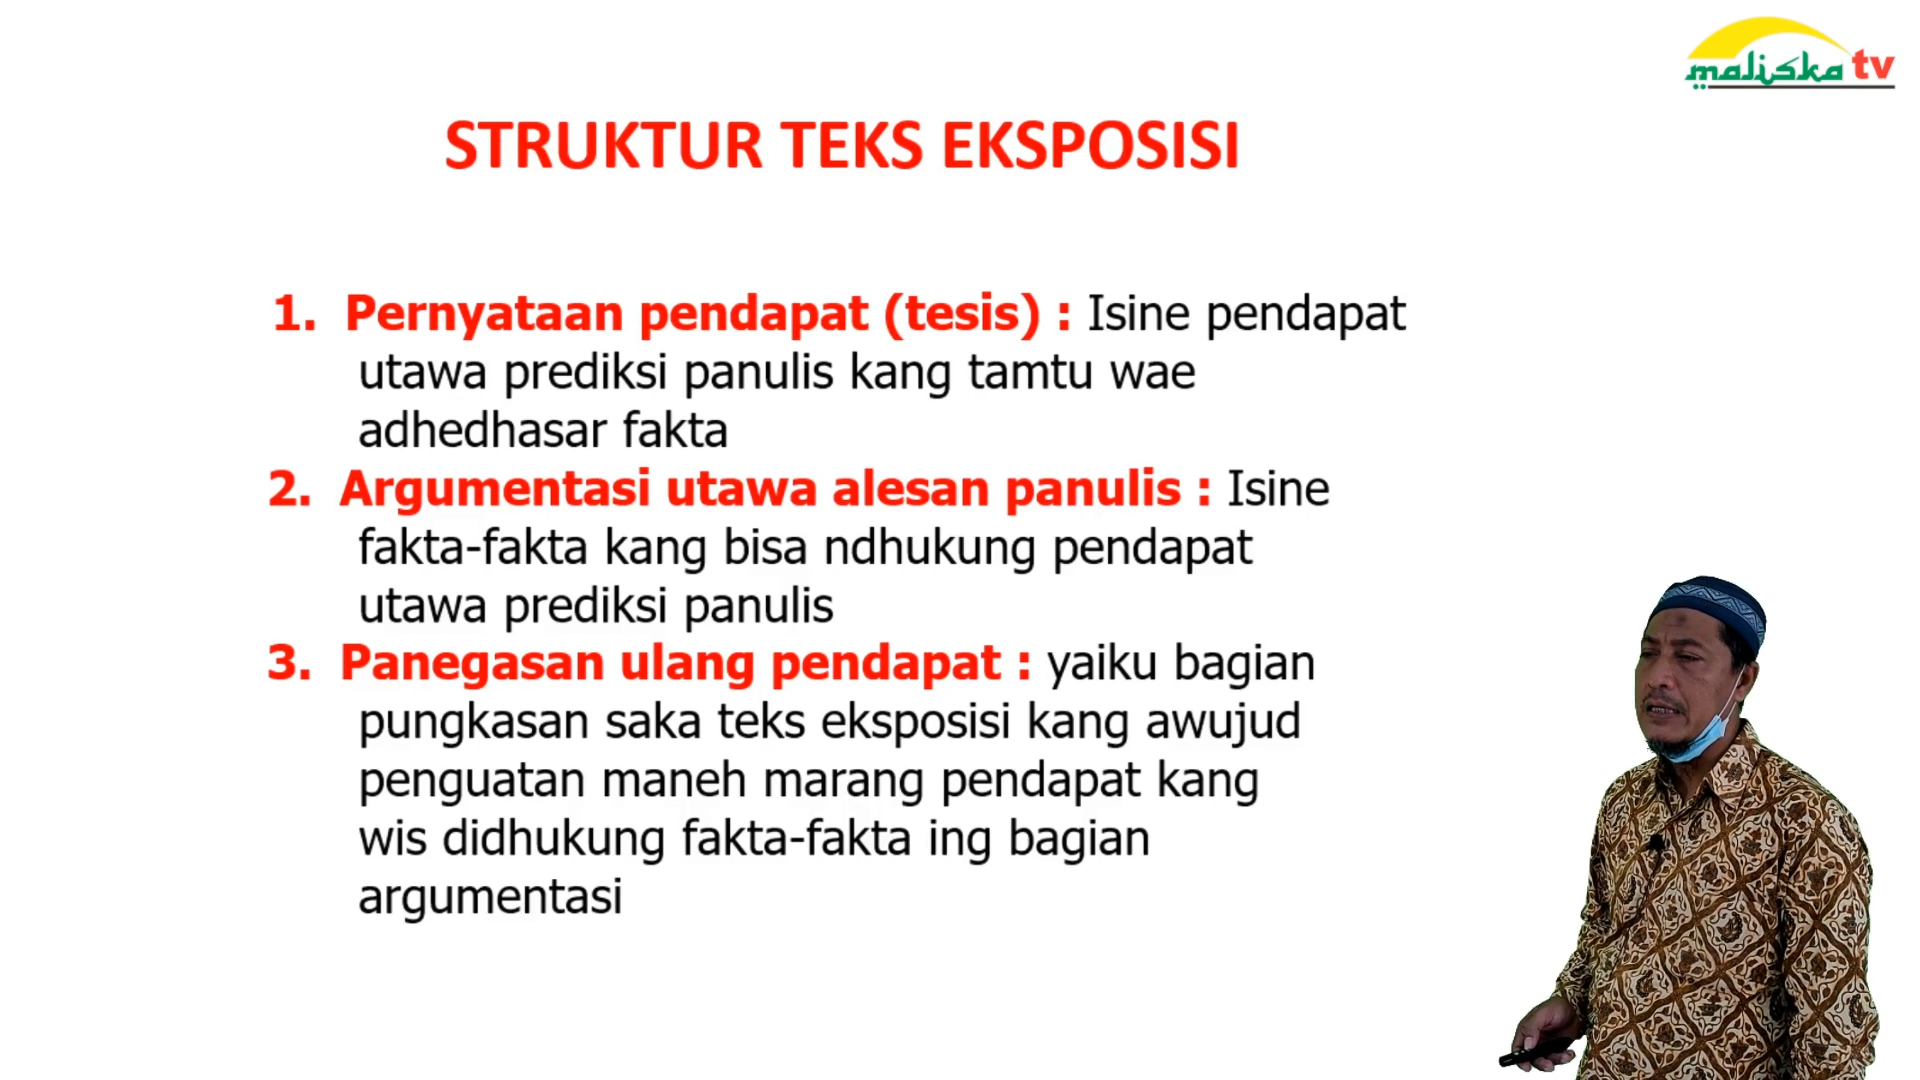 maliska tv
STRUKTUR TEKS EKSPOSISI
1. Pernyataan pendapat (tesis) : Isine pendapat
utawa prediksi panulis kang tamtu wae
adhedhasar fakta
2. Argumentasi utawa alesan panulis : Isine
fakta-fakta kang bisa ndhukung pendapat
utawa prediksi panulis
3. Panegasan ulang pendapat : yaiku bagian
pungkasan saka teks eksposisi kang awujud
penguatan maneh marang pendapat kang
wis didhukung fakta-fakta ing bagian
argumentasi